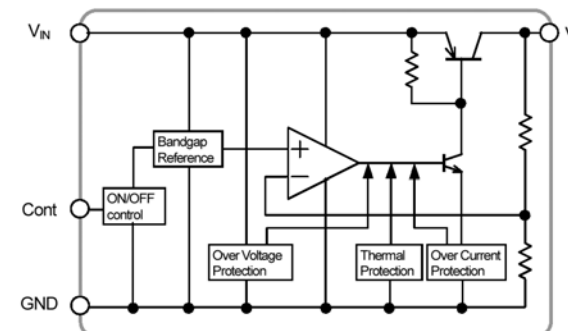 VIN
V
Bandgap
Reference
+
−
ON/OFF
control
Cont
Over Voltage
Protection
Thermal
Protection
Over Current
Protection
GND